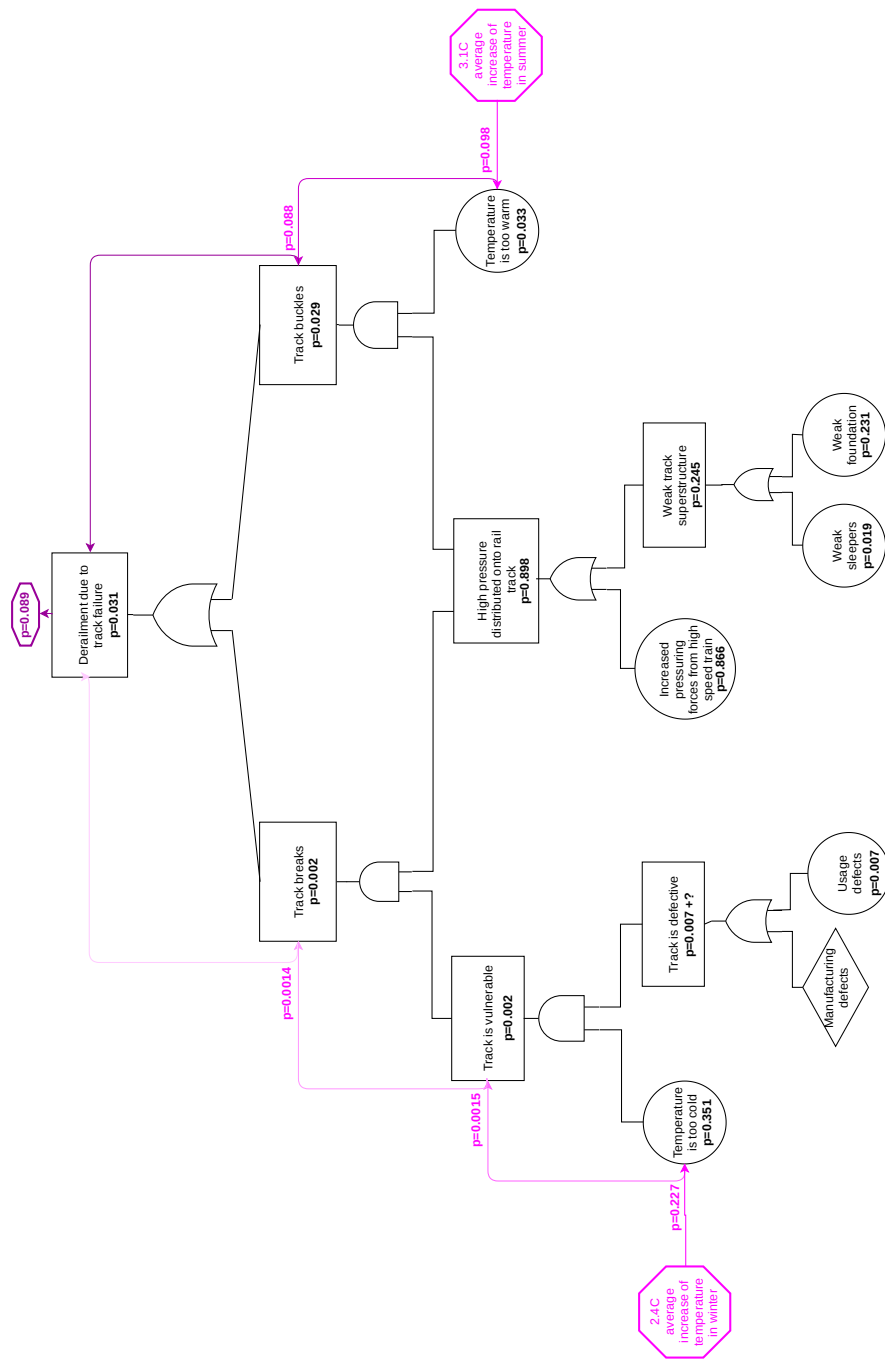 p=0.089
Derailment due to
track failure
p=0.031
Track breaks
p=0.002
p=0.0014
Track buckles
p=0.029
p=0.088
Track is vulnerable
p=0.002
p=0.0015
High pressure
distributed onto rail
track
p=0.898
Temperature
is too warm
p=0.033
p=0.098
3.1C
average
increase of
temperature
in summer
2.4C
average
increase of
temperature
in winter
p=0.227
Temperature
is too cold
p=0.351
Track is defective
p=0.007 +?
Increased
pressuring
forces from high
speed train
p=0.866
Weak track
superstructure
p=0.245
Manufacturing
defects
Usage
defects
p=0.007
Weak
sleepers
p=0.019
Weak
foundation
p=0.231